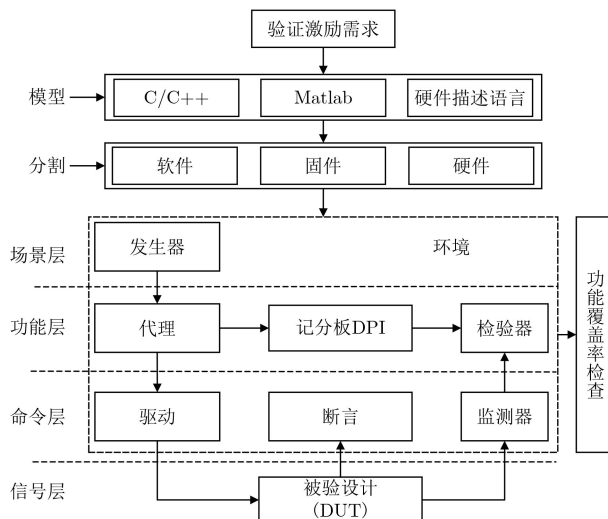 验证激励需求
模型
C/C++
Matlab
硬件描述语言
分割
软件
固件
硬件
场景层
发生器
环境
功能层
代理
记分板DPI
检验器
功能覆盖率检查
命令层
驱动
断言
监测器
信号层
被验设计
(DUT)